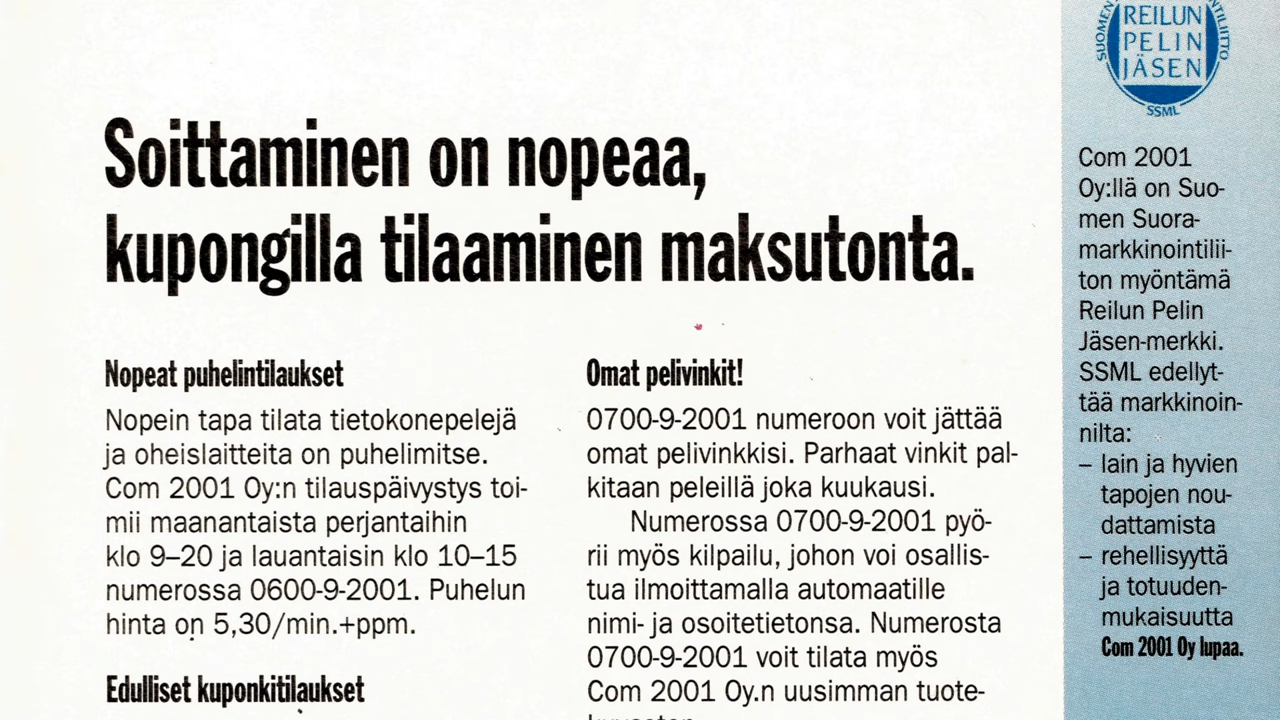 Soittaminen on nopeaa,
kupongilla tilaaminen maksutonta.
Nopeat puhelintilaukset
Nopein tapa tilata tietokonepelejä
ja oheislaitteita on puhelimitse.
Com 2001 Oy:n tilauspäivystys toi-
mii maanantaista perjantaihin
klo 9–20 ja lauantaisin klo 10–15
numerossa 0600-9-2001. Puhelun
hinta on 5,30/min.+ppm.
Edulliset kuponkitilaukset
Omat pelivinkit!
0700-9-2001 numeroon voit jättää
omat pelivinkkisi. Parhaat vinkit pal-
kitaan peleillä joka kuukausi.
Numerossa 0700-9-2001 pyö-
rii myös kilpailu, johon voi osallis-
tua ilmoittamalla automaatille
nimi- ja osoitetietonsa. Numerosta
0700-9-2001 voit tilata myös
Com 2001 Oy.n uusimman tuote-
REILUN
PELIN
JÄSEN
SSML
Com 2001
Oy:llä on Suo-
men Suora-
markkinointilii-
ton myöntämä
Reilun Pelin
Jäsen-merkki.
SSML edellyt-
tää markkinoin-
nilta:
– lain ja hyvien
tapojen nou-
dattamista
– rehellisyyttä
ja totuuden-
mukaisuutta
Com 2001 Oy lupaa.